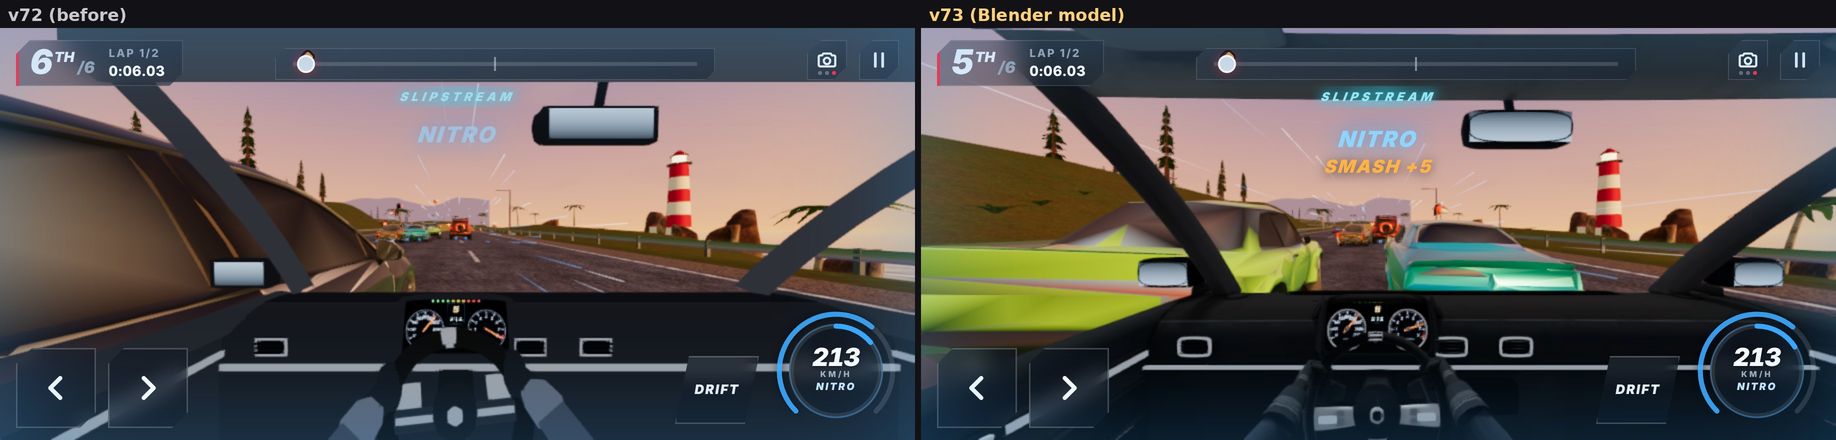 v72 (before)
6TH/6 LAP 1/2
0:06.03
SLIPSTREAM
NITRO
DRIFT
213
KM/H
NITRO
v73 (Blender model)
5TH/6 LAP 1/2
0:06.03
SLIPSTREAM
NITRO
SMASH +5
DRIFT
213
KM/H
NITRO